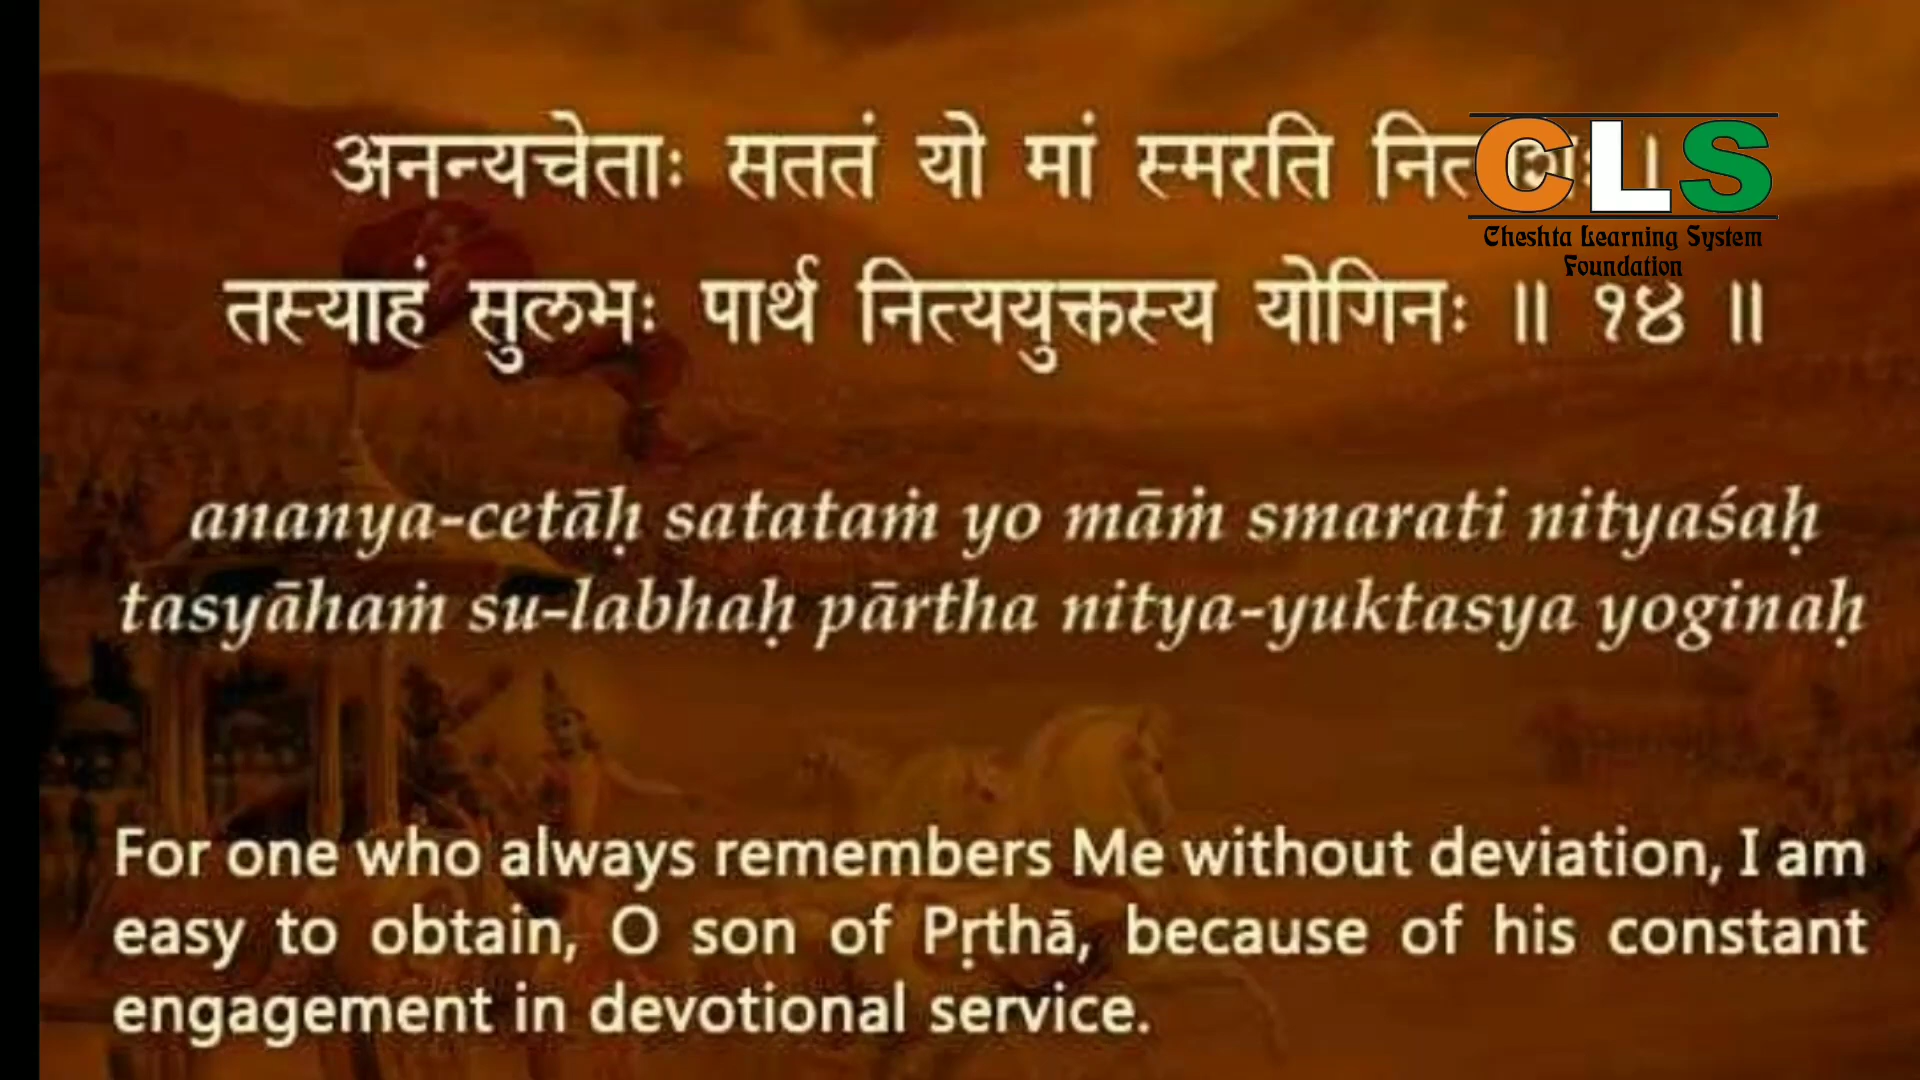 अनन्यचेताः सततं यो मां स्मरति ।
CLS
Cheshta Learning System
Foundation
तस्याहं सुलभः पार्थ नित्ययुक्तस्य योगिनः ॥ १४ ॥
ananya-cetāḥ satataṁ yo māṁ smarati nityaśaḥ
tasyāhaṁ su-labhaḥ pārtha nitya-yuktasya yoginaḥ
For one who always remembers Me without deviation, I am
easy to obtain, O son of Pṛthā, because of his constant
engagement in devotional service.